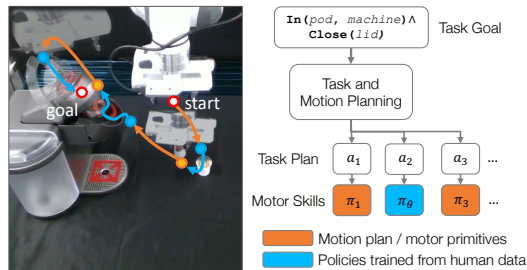 goal
start
In(pod, machine)∧
Close(lid)
Task Goal
Task and
Motion Planning
Task Plan
a₁
a₂
a₃
...
Motor Skills
π₁
π_θ
π₃
...
Motion plan / motor primitives
Policies trained from human data